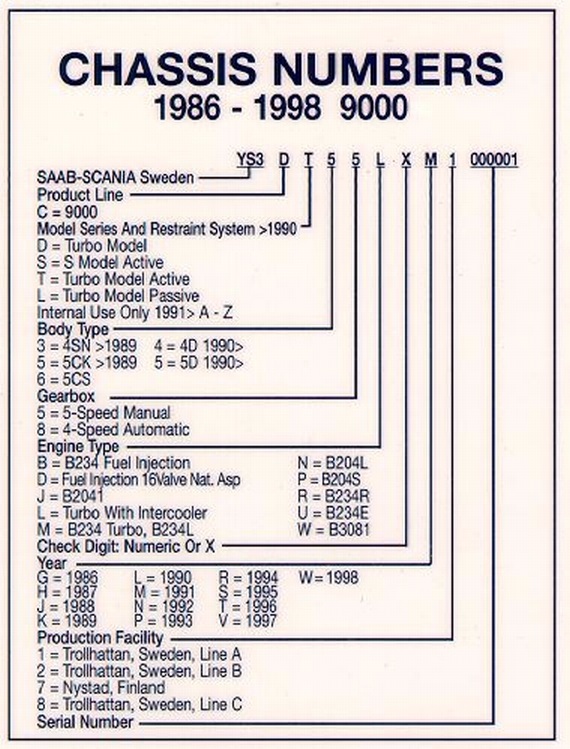 CHASSIS NUMBERS
1986 - 1998 9000
YS3 D T 5 5 L X M 1 000001
SAAB-SCANIA Sweden
Product Line
C = 9000
Model Series And Restraint System >1990
D = Turbo Model
S = S Model Active
T = Turbo Model Active
L = Turbo Model Passive
Internal Use Only 1991> A - Z
Body Type
3 = 4SN >1989 4 = 4D 1990>
5 = 5CK >1989 5 = 5D 1990>
6 = 5CS
Gearbox
5 = 5-Speed Manual
8 = 4-Speed Automatic
Engine Type
B = B234 Fuel Injection N = B204L
D = Fuel Injection 16Valve Nat. Asp P = B204S
J = B2041 R = B234R
L = Turbo With Intercooler U = B234E
M = B234 Turbo, B234L W = B3081
Check Digit: Numeric Or X
Year
G = 1986 L = 1990 R = 1994 W= 1998
H = 1987 M = 1991 S = 1995
J = 1988 N = 1992 T = 1996
K = 1989 P = 1993 V = 1997
Production Facility
1 = Trollhattan, Sweden, Line A
2 = Trollhattan, Sweden, Line B
7 = Nystad, Finland
8 = Trollhattan, Sweden, Line C
Serial Number